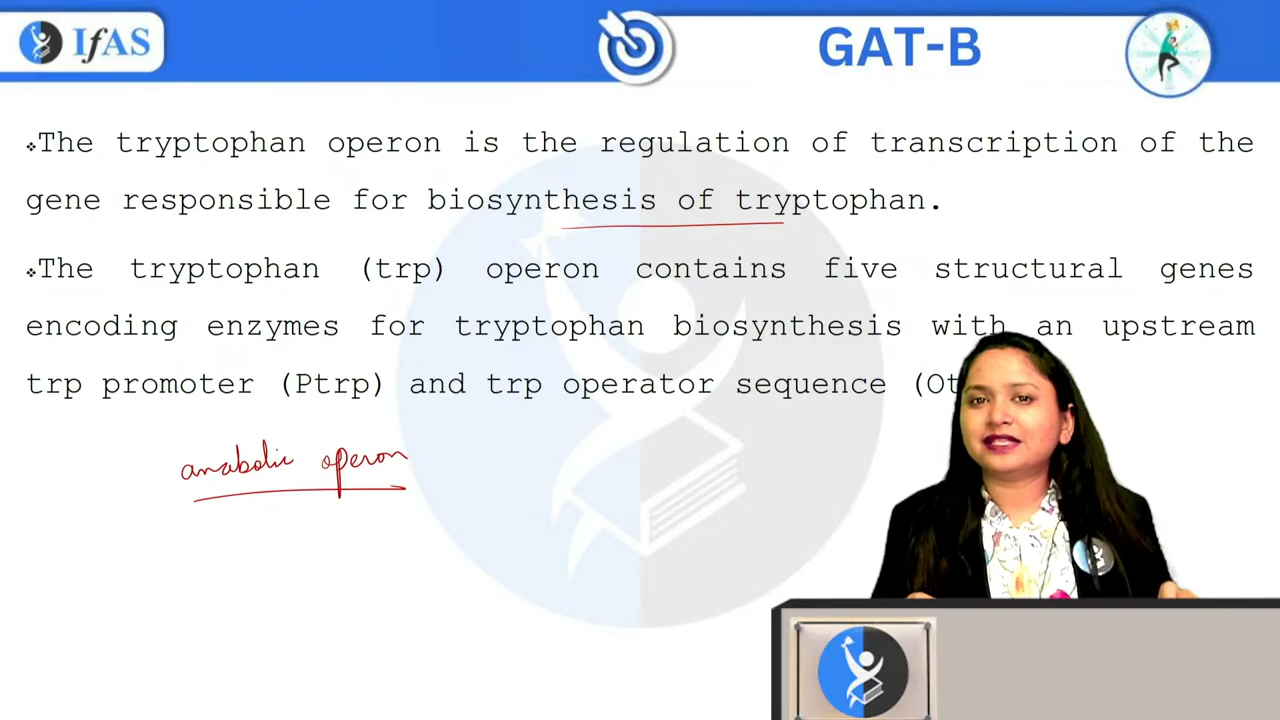 IfAS
GAT-B
❖The tryptophan operon is the regulation of transcription of the
gene responsible for biosynthesis of tryptophan.
❖The tryptophan (trp) operon contains five structural genes
encoding enzymes for tryptophan biosynthesis with an upstream
trp promoter (Ptrp) and trp operator sequence (Ot
anabolic operon